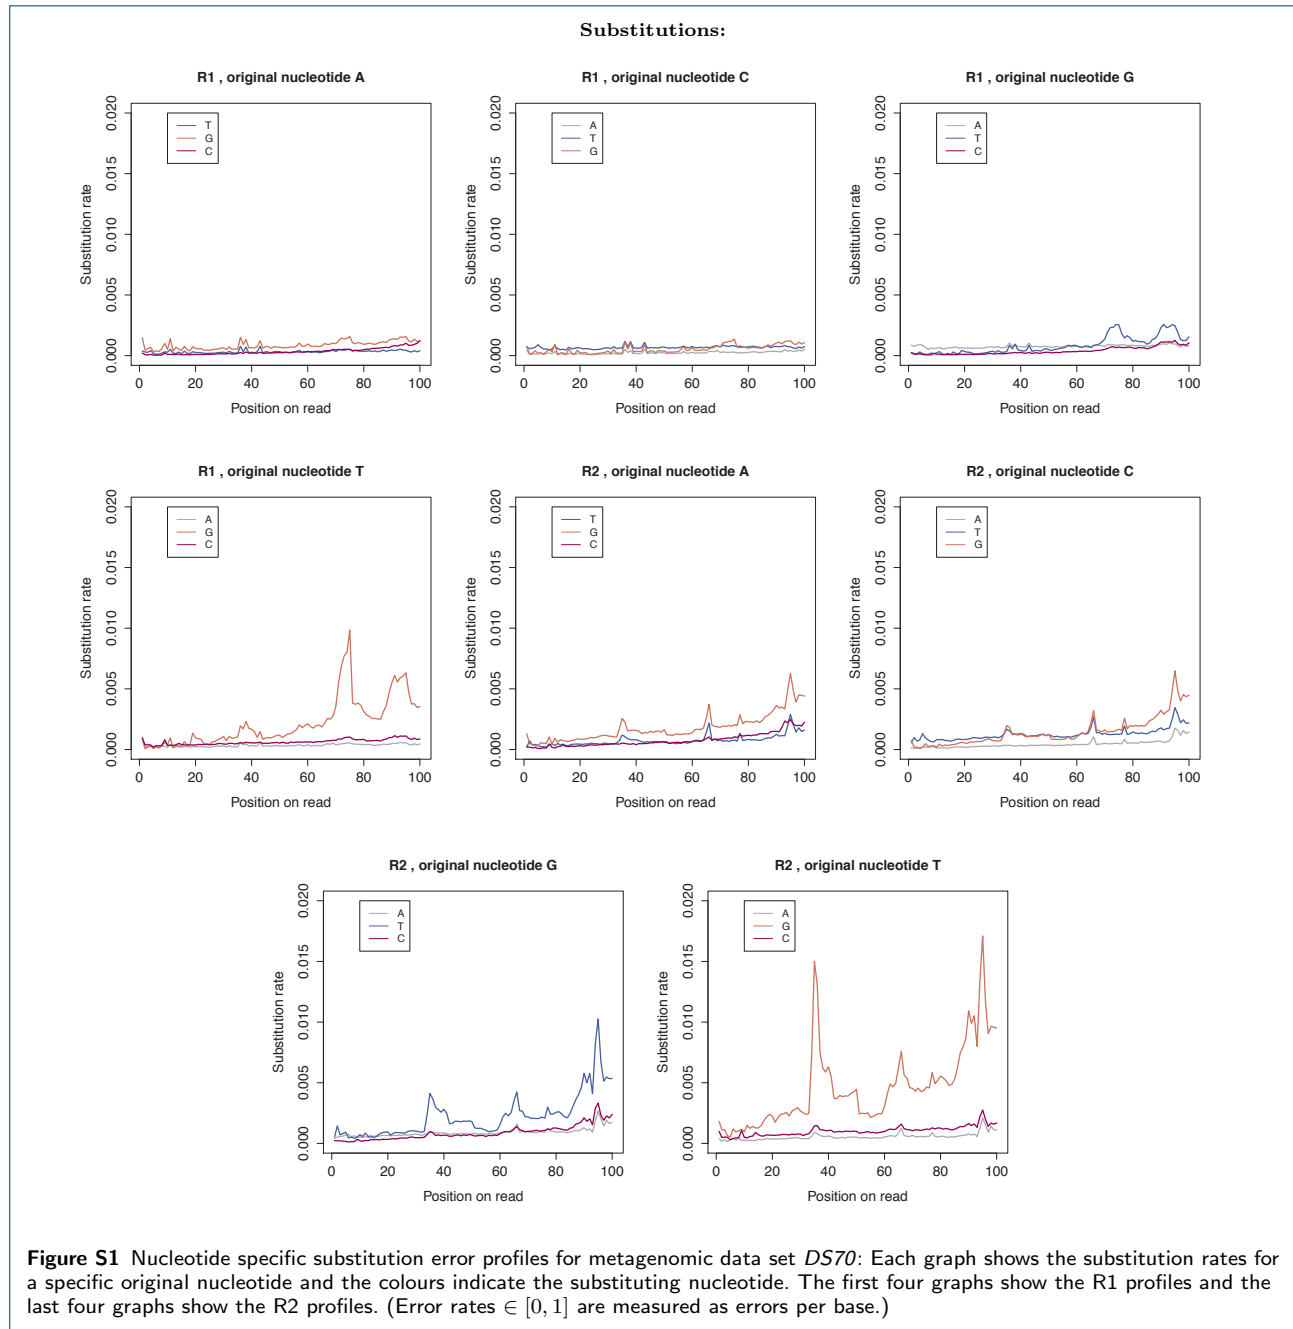 Substitutions:
R1 , original nucleotide A
R1 , original nucleotide C
R1 , original nucleotide G
T
G
C
A
T
G
A
T
C
Substitution rate
0.000 0.005 0.010 0.015 0.020
0 20 40 60 80 100
Position on read
Substitution rate
0.000 0.005 0.010 0.015 0.020
0 20 40 60 80 100
Position on read
Substitution rate
0.000 0.005 0.010 0.015 0.020
0 20 40 60 80 100
Position on read
R1 , original nucleotide T
R2 , original nucleotide A
R2 , original nucleotide C
A
G
C
T
G
C
A
T
G
Substitution rate
0.000 0.005 0.010 0.015 0.020
0 20 40 60 80 100
Position on read
Substitution rate
0.000 0.005 0.010 0.015 0.020
0 20 40 60 80 100
Position on read
Substitution rate
0.000 0.005 0.010 0.015 0.020
0 20 40 60 80 100
Position on read
R2 , original nucleotide G
R2 , original nucleotide T
A
T
C
A
G
C
Substitution rate
0.000 0.005 0.010 0.015 0.020
0 20 40 60 80 100
Position on read
Substitution rate
0.000 0.005 0.010 0.015 0.020
0 20 40 60 80 100
Position on read
Figure S1 Nucleotide specific substitution error profiles for metagenomic data set DS70: Each graph shows the substitution rates for
a specific original nucleotide and the colours indicate the substituting nucleotide. The first four graphs show the R1 profiles and the
last four graphs show the R2 profiles. (Error rates ∈ [0, 1] are measured as errors per base.)